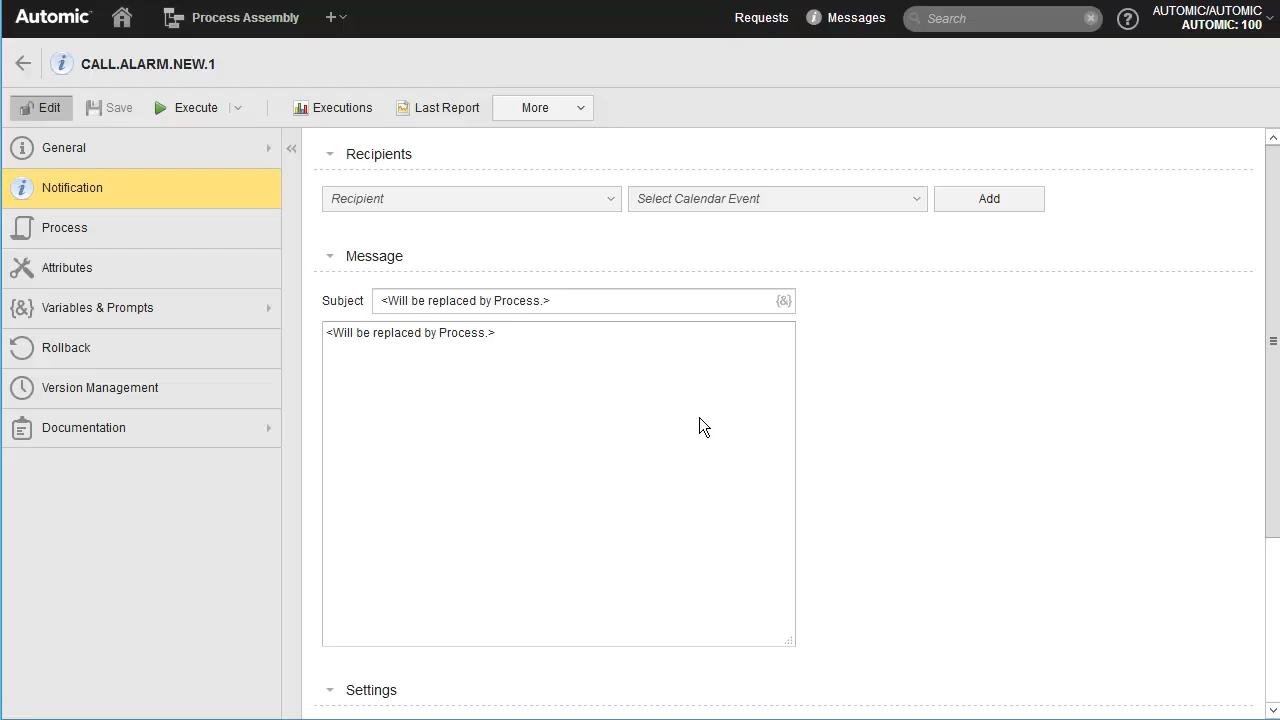 Automic
Process Assembly
Requests
Messages
Search
AUTOMIC/AUTOMIC
AUTOMIC: 100
CALL.ALARM.NEW.1
Edit
Save
Execute
Executions
Last Report
More
General
Notification
Process
Attributes
Variables & Prompts
Rollback
Version Management
Documentation
Recipients
Recipient
Select Calendar Event
Add
Message
Subject
<Will be replaced by Process.>
{&}
<Will be replaced by Process.>
Settings